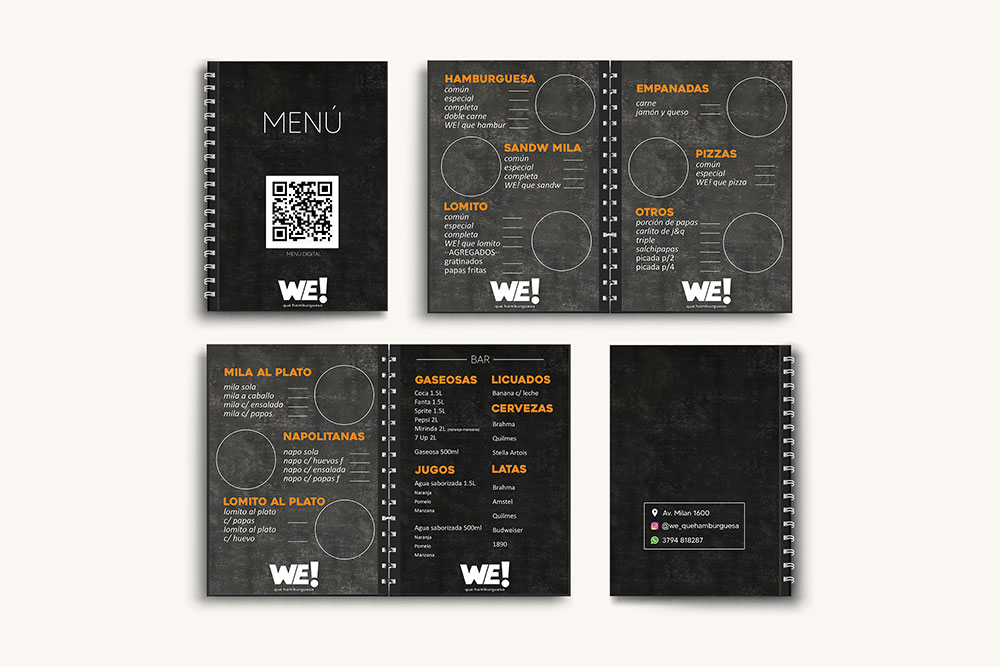 MENÚ
MENÚ DIGITAL
WE!
que hamburguesa
HAMBURGUESA
común
especial
completa
doble carne
WE! que hambur
SANDW MILA
común
especial
completa
WE! que sandw
LOMITO
común
especial
completa
WE! que lomito
··AGREGADOS··
gratinados
papas fritas
WE!
que hamburguesa
EMPANADAS
carne
jamón y queso
PIZZAS
común
especial
WE! que pizza
OTROS
porción de papas
carlito de j&q
triple
salchipapas
picada p/2
picada p/4
WE!
que hamburguesa
MILA AL PLATO
mila sola
mila a caballo
mila c/ ensalada
mila c/ papas
NAPOLITANAS
napo sola
napo c/ huevos f
napo c/ ensalada
napo c/ papas f
LOMITO AL PLATO
lomito al plato
c/ papas
lomito al plato
c/ huevo
WE!
que hamburguesa
BAR
GASEOSAS
Coca 1.5L
Fanta 1.5L
Sprite 1.5L
Pepsi 2L
Mirinda 2L (naranja-manzana)
7 Up 2L
Gaseosa 500ml
JUGOS
Agua saborizada 1.5L
Naranja
Pomelo
Manzana
Agua saborizada 500ml
Naranja
Pomelo
Manzana
LICUADOS
Banana c/ leche
CERVEZAS
Brahma
Quilmes
Stella Artois
LATAS
Brahma
Amstel
Quilmes
Budweiser
1890
WE!
que hamburguesa
Av. Milan 1600
@we_quehamburguesa
3794 818287